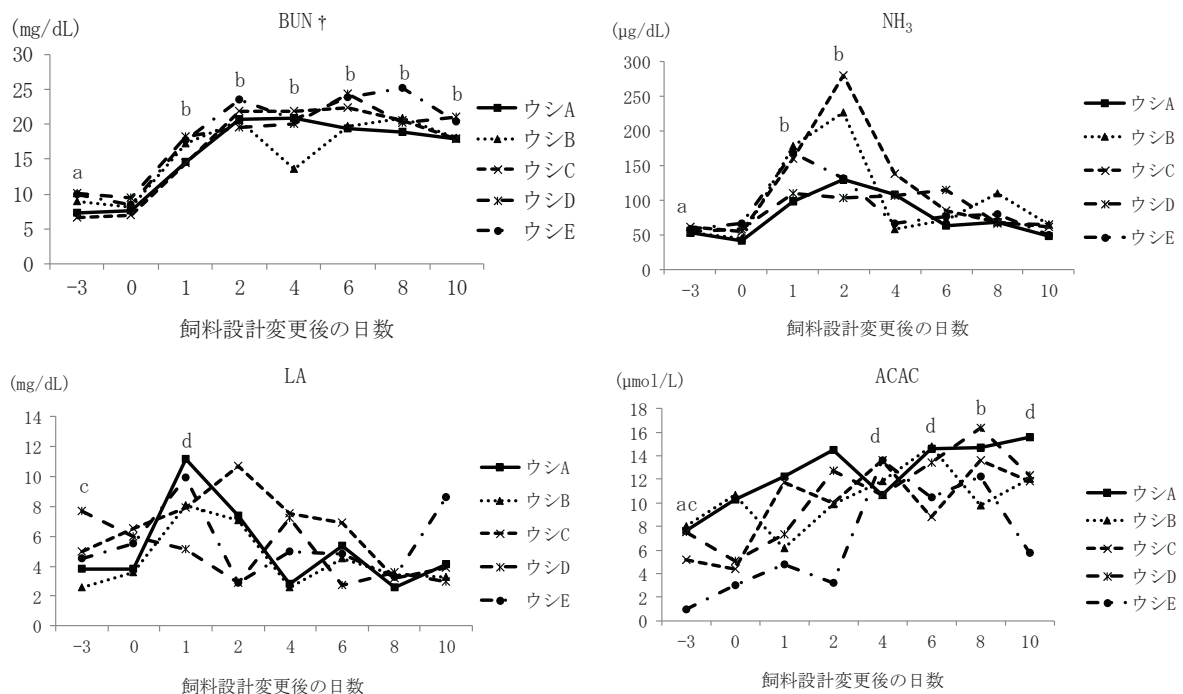 BUN †
(mg/dL)
30
25
20
15
10
5
0
a
b
b
b
b
b
b
-3 0 1 2 4 6 8 10
飼料設計変更後の日数
ウシA
ウシB
ウシC
ウシD
ウシE
NH₃
(μg/dL)
300
250
200
150
100
50
0
a
b
b
-3 0 1 2 4 6 8 10
飼料設計変更後の日数
ウシA
ウシB
ウシC
ウシD
ウシE
LA
(mg/dL)
14
12
10
8
6
4
2
0
c
d
-3 0 1 2 4 6 8 10
飼料設計変更後の日数
ウシA
ウシB
ウシC
ウシD
ウシE
ACAC
(μmol/L)
18
16
14
12
10
8
6
4
2
0
ac
d
d
b
d
-3 0 1 2 4 6 8 10
飼料設計変更後の日数
ウシA
ウシB
ウシC
ウシD
ウシE